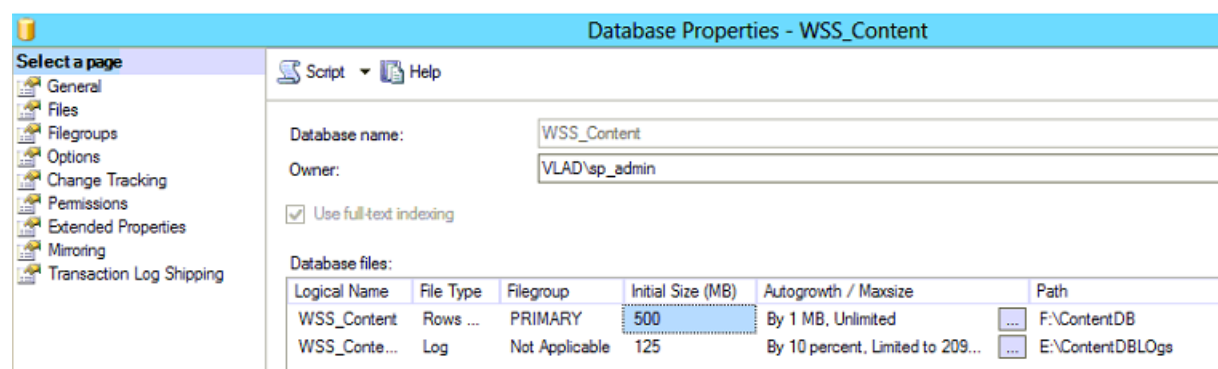 Database Properties - WSS_Content
Select a page
General
Files
Filegroups
Options
Change Tracking
Permissions
Extended Properties
Mirroring
Transaction Log Shipping
Script Help
Database name: WSS_Content
Owner: VLAD\sp_admin
Use full-text indexing
Database files:
Logical Name File Type Filegroup Initial Size (MB) Autogrowth / Maxsize Path
WSS_Content Rows ... PRIMARY 500 By 1 MB, Unlimited ... F:\ContentDB
WSS_Conte... Log Not Applicable 125 By 10 percent, Limited to 209... ... E:\ContentDBLOgs